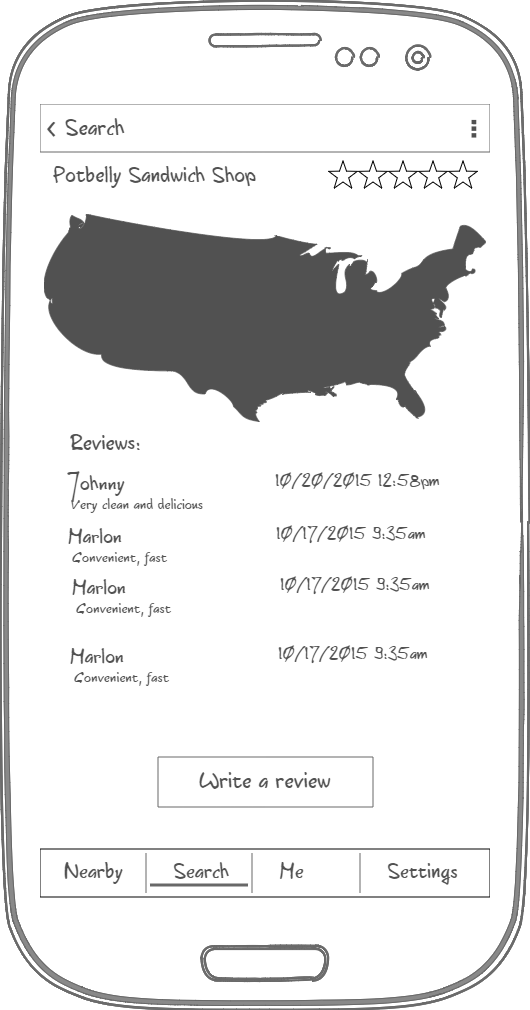 Search
Potbelly Sandwich Shop
Reviews:
Johnny 10/20/2015 12:58pm
Very clean and delicious
Marlon 10/17/2015 9:35am
Convenient, fast
Marlon 10/17/2015 9:35am
Convenient, fast
Marlon 10/17/2015 9:35am
Convenient, fast
Write a review
Nearby Search Me Settings